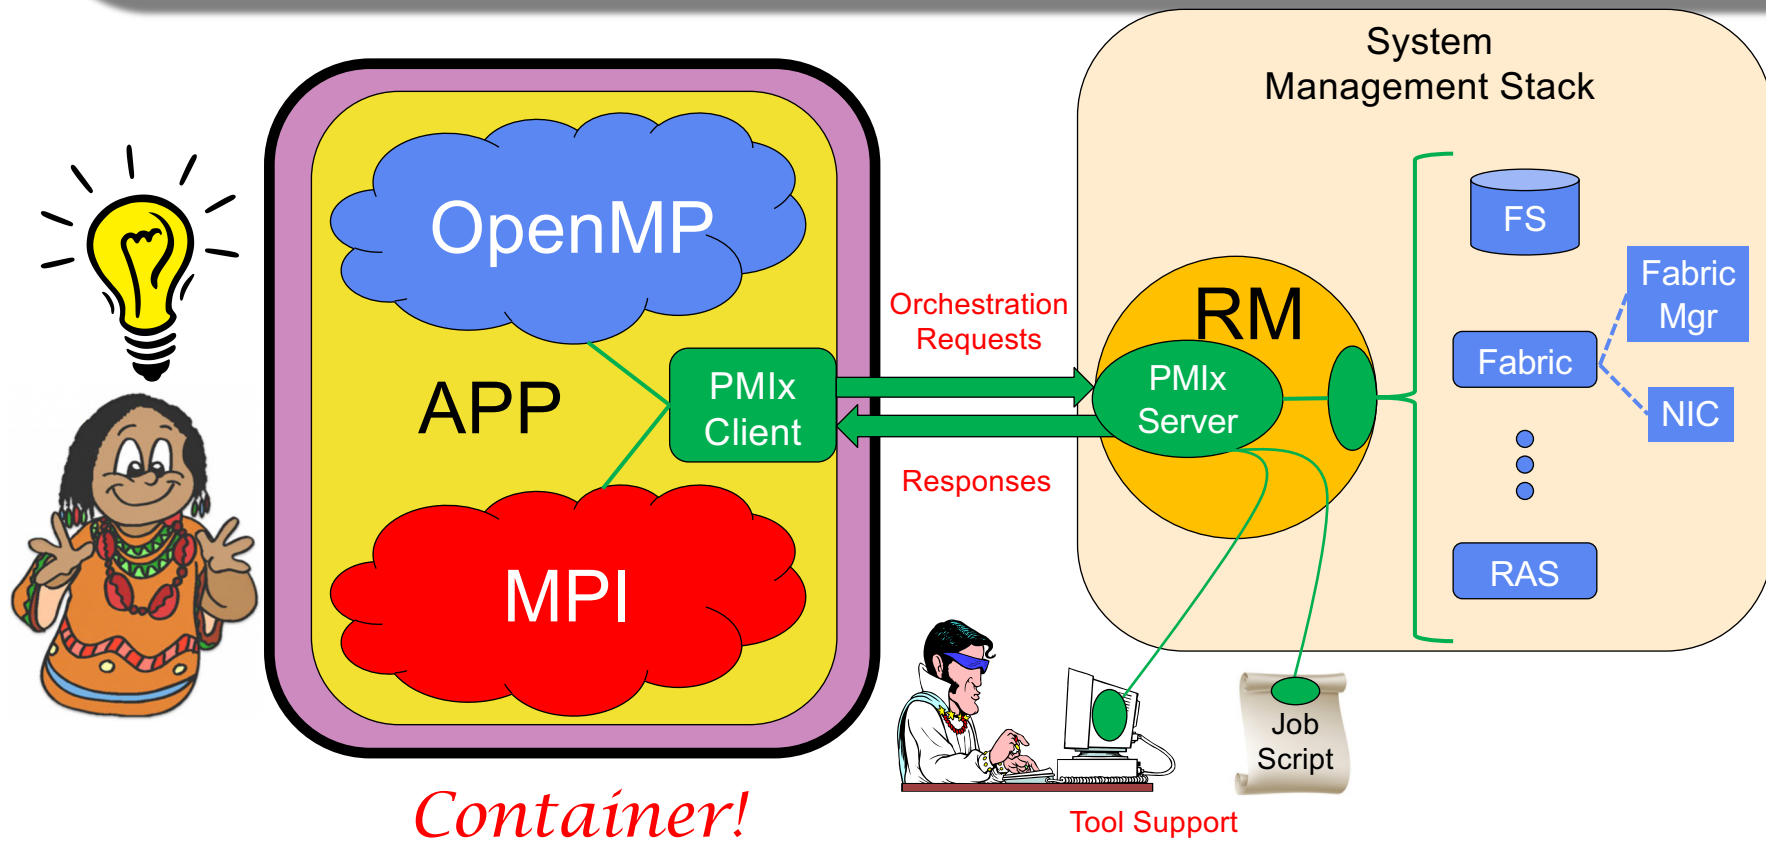 System
Management Stack
OpenMP
APP
PMIx
Client
MPI
Container!
Orchestration
Requests
Responses
RM
PMIx
Server
FS
Fabric
Mgr
Fabric
NIC
RAS
Job
Script
Tool Support